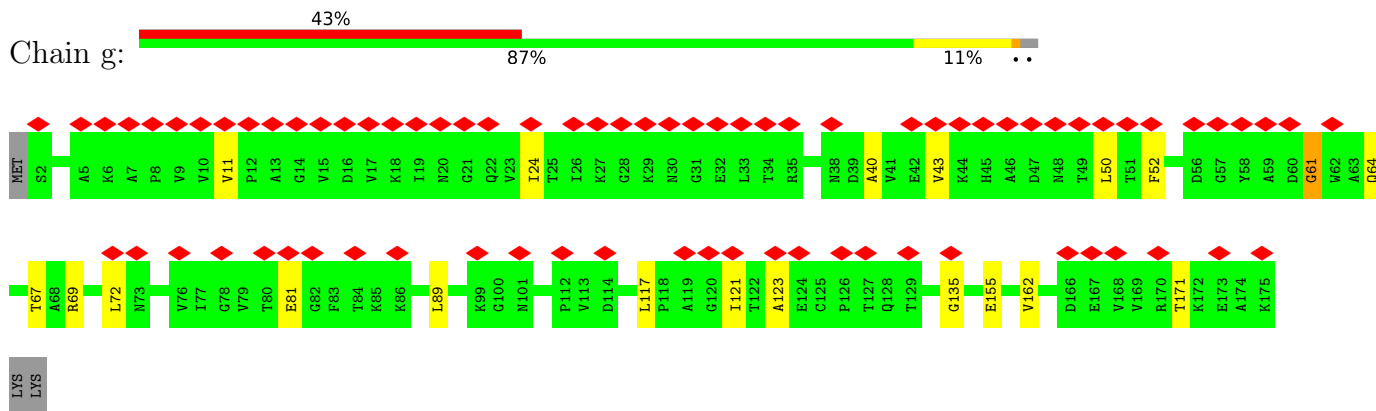 43%
Chain g:
87% 11% • •
MET S2 A5 K6 A7 P8 V9 V10 V11 P12 A13 G14 V15 D16 V17 K18 I19 N20 G21 Q22 V23 I24 T25 I26 K27 G28 K29 N30 G31 E32 L33 T34 R35 N38 D39 A40 V41 E42 V43 K44 H45 A46 D47 N48 T49 L50 T51 F52 D56 G57 Y58 A59 D60 G61 W62 A63 Q64
T67 A68 R69 L72 N73 V76 I77 G78 V79 T80 E81 G82 F83 T84 K85 K86 L89 K99 G100 N101 P112 V113 D114 L117 P118 A119 G120 I121 T122 A123 E124 C125 P126 T127 Q128 T129 G135 E155 V162 D166 E167 V168 V169 R170 T171 K172 E173 A174 K175
LYS LYS